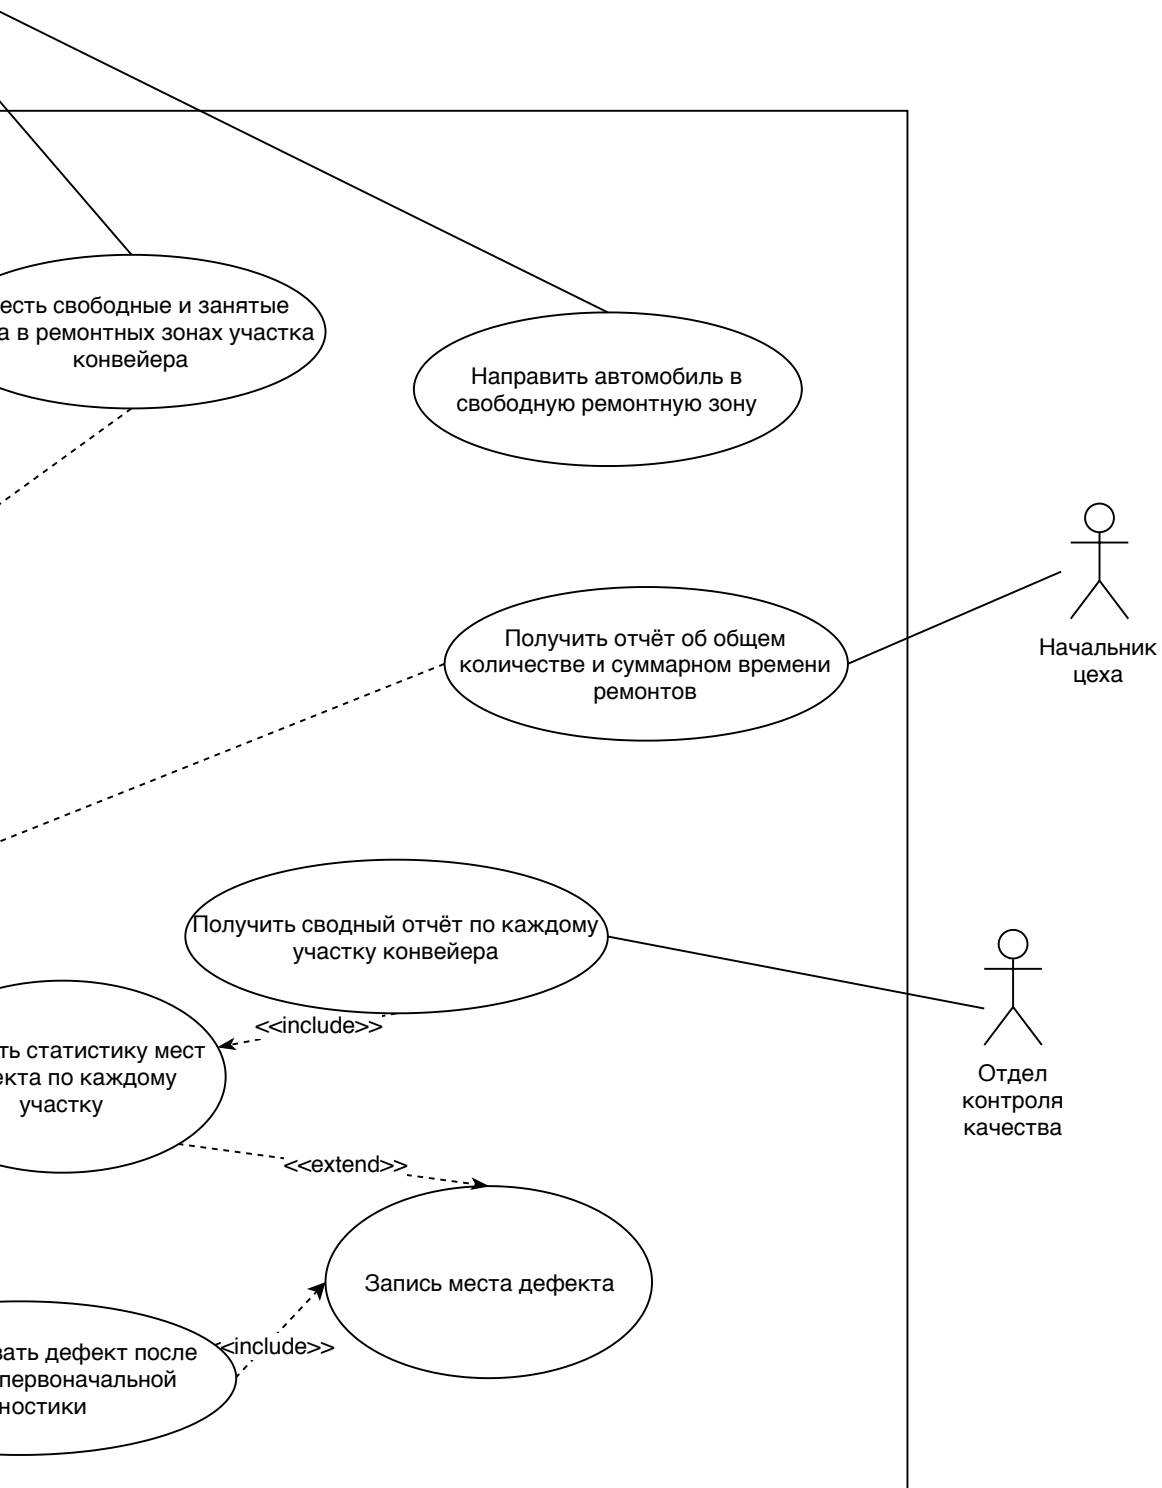 есть свободные и занятые
а в ремонтных зонах участка
конвейера
Направить автомобиль в
свободную ремонтную зону
Начальник
цеха
Получить отчёт об общем
количестве и суммарном времени
ремонтов
Получить сводный отчёт по каждому
участку конвейера
<<include>>
Отдел
контроля
качества
ть статистику мест
екта по каждому
участку
<<extend>>
Запись места дефекта
<<include>>
вать дефект после
первоначальной
ностики